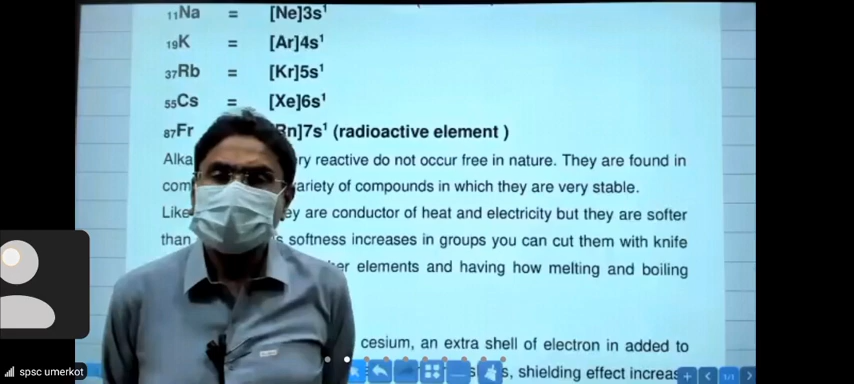 11Na = [Ne]3s¹
19K = [Ar]4s¹
37Rb = [Kr]5s¹
55Cs = [Xe]6s¹
87Fr Rn]7s¹ (radioactive element )
Alka ry reactive do not occur free in nature. They are found in
com variety of compounds in which they are very stable.
Like ey are conductor of heat and electricity but they are softer
than s softness increases in groups you can cut them with knife
er elements and having how melting and boiling
cesium, an extra shell of electron in added to
s, shielding effect increas
1/1
spsc umerkot